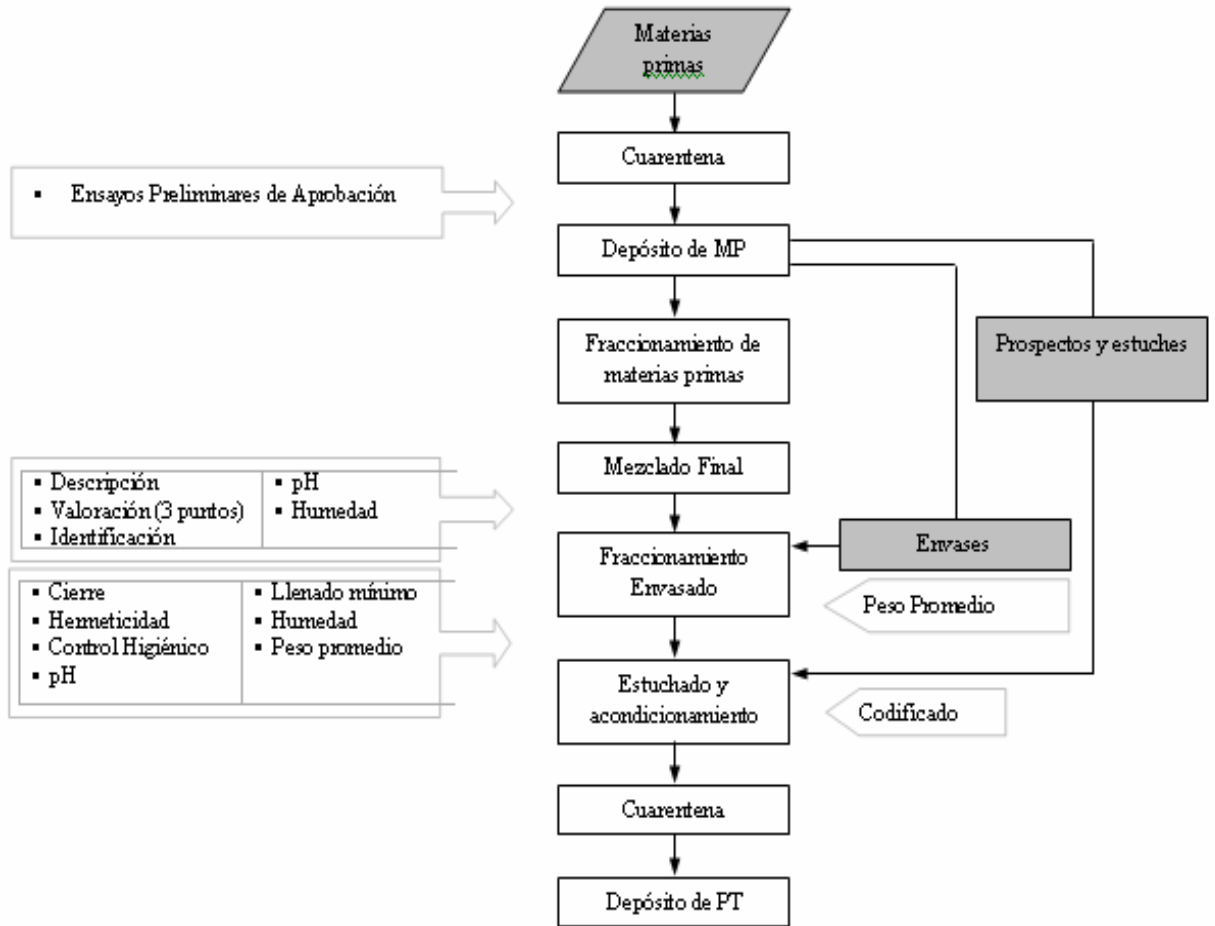 Materias
primas
Cuarentena
▪ Ensayos Preliminares de Aprobación
Depósito de MP
Fraccionamiento de
materias primas
Prospectos y estuches
Mezclado Final
▪ Descripción
▪ Valoración (3 puntos)
▪ Identificación
▪ pH
▪ Humedad
Fraccionamiento
Envasado
Envases
Peso Promedio
▪ Cierre
▪ Hermeticidad
▪ Control Higiénico
▪ pH
▪ Llenado mínimo
▪ Humedad
▪ Peso promedio
Estuchado y
acondicionamiento
Codificado
Cuarentena
Depósito de PT